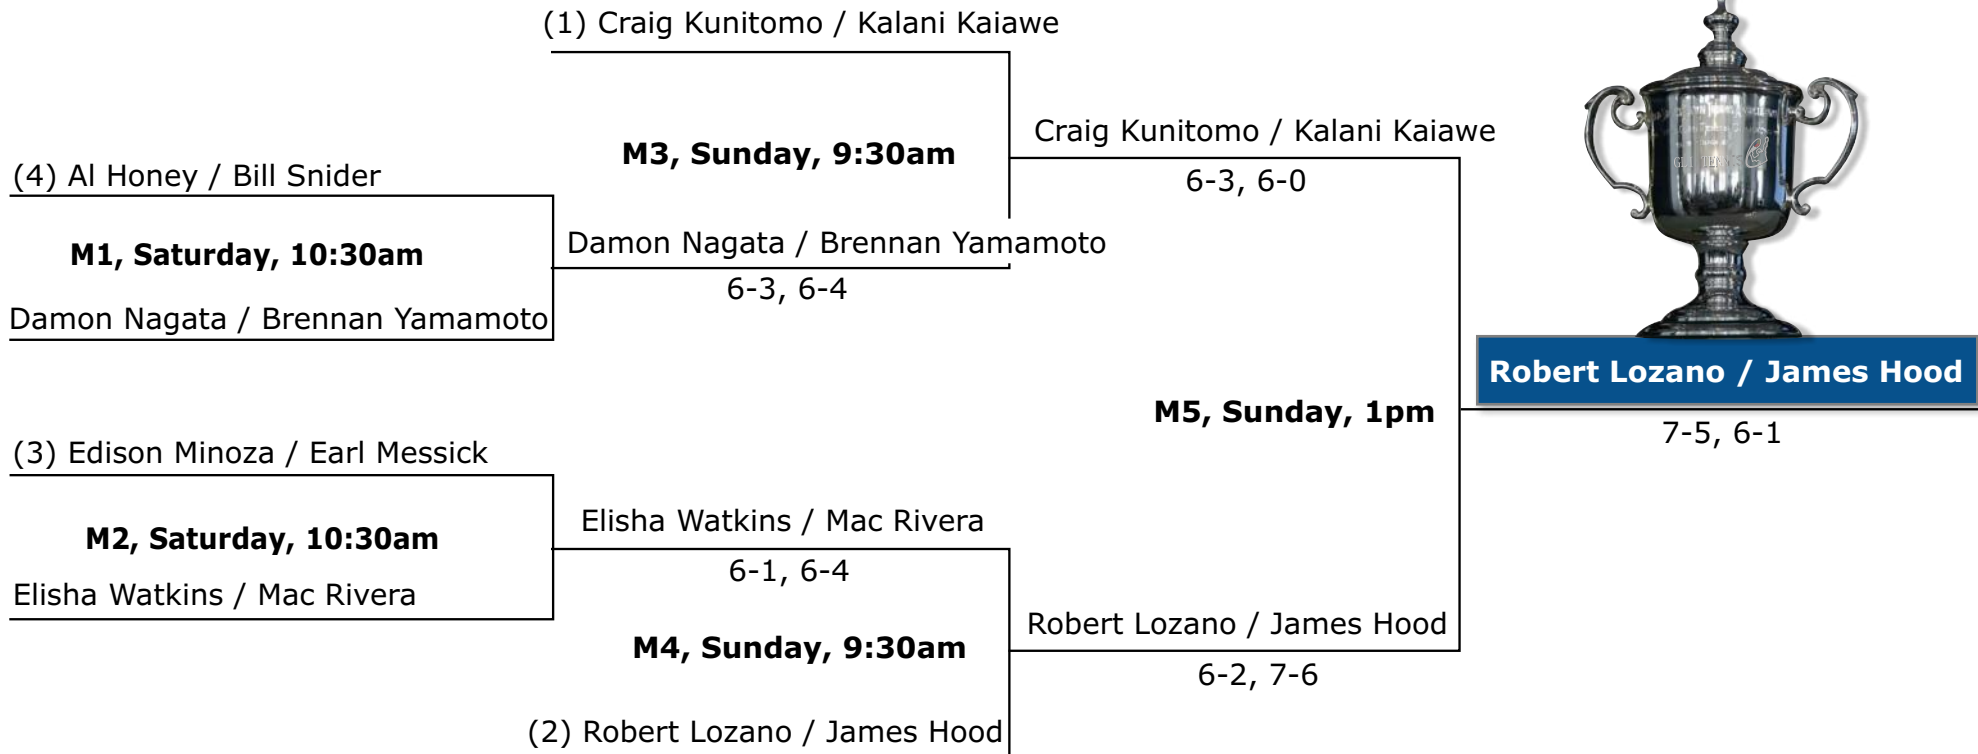 (1) Craig Kunitomo / Kalani Kaiawe
M3, Sunday, 9:30am
Craig Kunitomo / Kalani Kaiawe
6-3, 6-0
(4) Al Honey / Bill Snider
M1, Saturday, 10:30am
Damon Nagata / Brennan Yamamoto
Damon Nagata / Brennan Yamamoto
6-3, 6-4
Robert Lozano / James Hood
7-5, 6-1
M5, Sunday, 1pm
(3) Edison Minoza / Earl Messick
M2, Saturday, 10:30am
Elisha Watkins / Mac Rivera
Elisha Watkins / Mac Rivera
6-1, 6-4
M4, Sunday, 9:30am
Robert Lozano / James Hood
6-2, 7-6
(2) Robert Lozano / James Hood